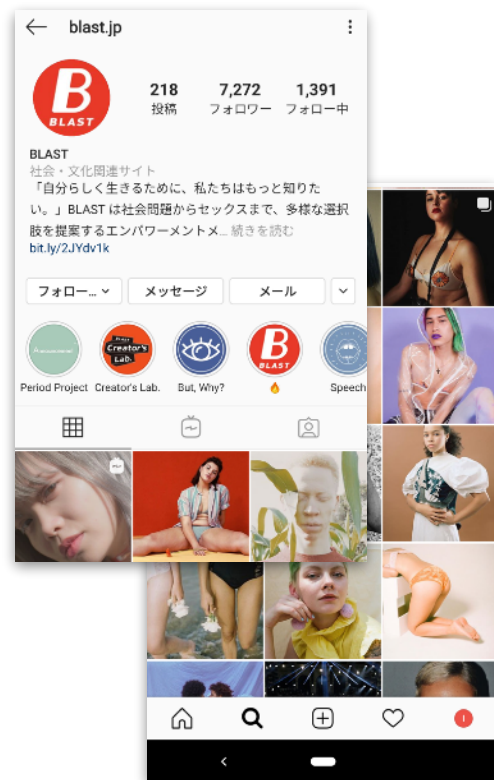 blast.jp
B
BLAST
218
投稿
7,272
フォロワー
1,391
フォロー中
BLAST
社会・文化関連サイト
「自分らしく生きるために、私たちはもっと知りた
い。」BLAST は社会問題からセックスまで、多様な選択
肢を提案するエンパワーメントメ... 続きを読む
bit.ly/2JYdv1k
フォロー...
メッセージ
メール
Creator's
Lab.
B
BLAST
Period Project
Creator's Lab.
But, Why?
Speech